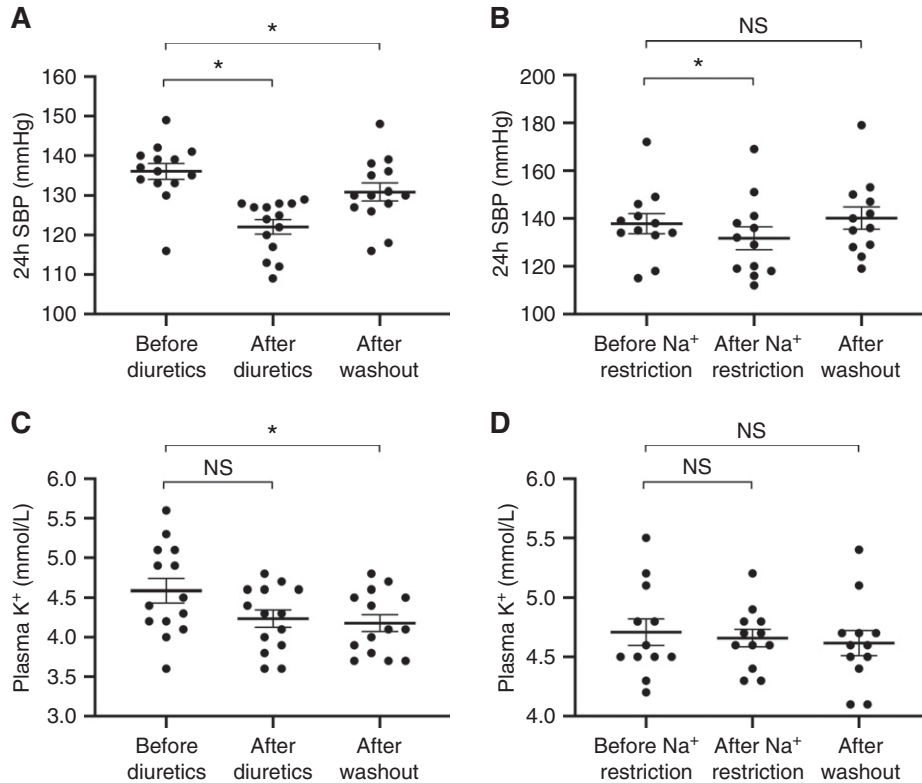 A
*
*
24h SBP (mmHg)
160
150
140
130
120
110
100
Before
diuretics
After
diuretics
After
washout
B
NS
*
24h SBP (mmHg)
200
180
160
140
120
100
Before Na⁺
restriction
After Na⁺
restriction
After
washout
C
*
NS
Plasma K⁺ (mmol/L)
6.0
5.5
5.0
4.5
4.0
3.5
3.0
Before
diuretics
After
diuretics
After
washout
D
NS
NS
Plasma K⁺ (mmol/L)
6.0
5.5
5.0
4.5
4.0
Before Na⁺
restriction
After Na⁺
restriction
After
washout